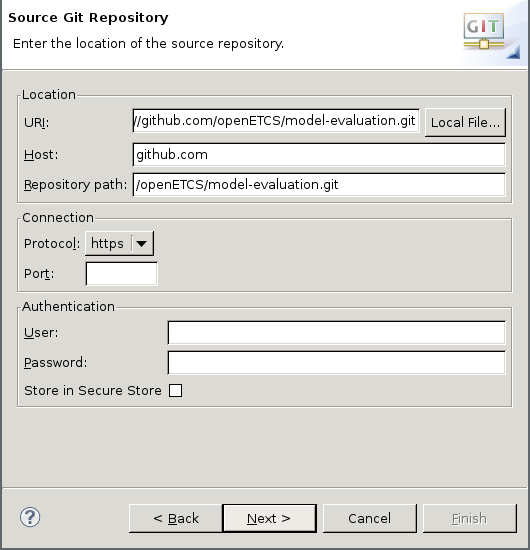 Source Git Repository
GIT
Enter the location of the source repository.
Location
URI: //github.com/openETCS/model-evaluation.git Local File...
Host: github.com
Repository path: /openETCS/model-evaluation.git
Connection
Protocol: https
Port:
Authentication
User:
Password:
Store in Secure Store
? < Back Next > Cancel Finish